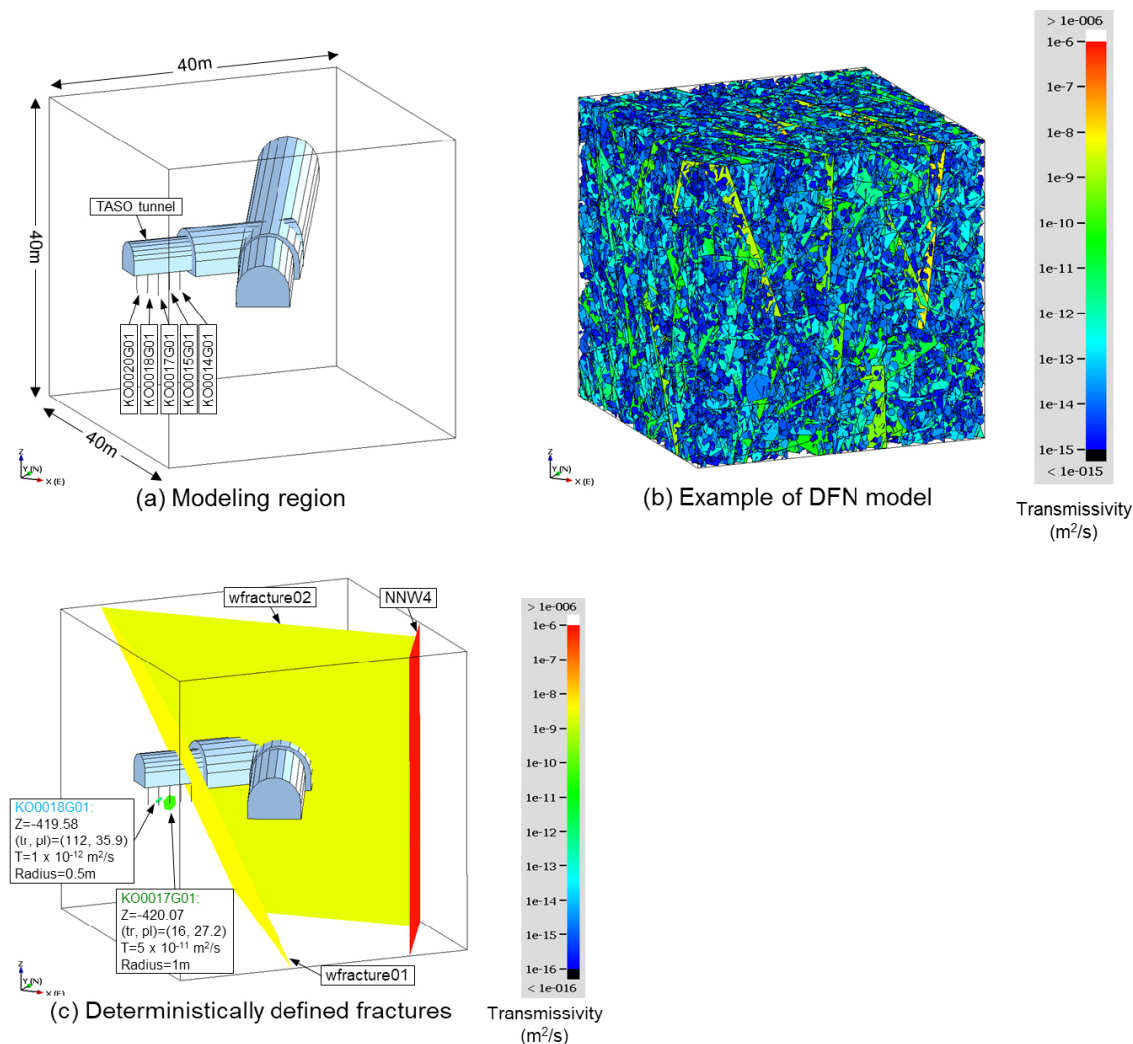 40m
40m
40m
TASO tunnel
KO0020G01
KO0018G01
KO0017G01
KO0015G01
KO0014G01
Z
Y (N)
X (E)
(a) Modeling region
Z
Y (N)
X (E)
(b) Example of DFN model
> 1e-006
1e-6
1e-7
1e-8
1e-9
1e-10
1e-11
1e-12
1e-13
1e-14
1e-15
< 1e-015
Transmissivity
(m²/s)
wfracture02
NNW4
KO0018G01:
Z=-419.58
(tr, pl)=(112, 35.9)
T=1 x 10⁻¹² m²/s
Radius=0.5m
KO0017G01:
Z=-420.07
(tr, pl)=(16, 27.2)
T=5 x 10⁻¹¹ m²/s
Radius=1m
wfracture01
Z
Y (N)
X (E)
(c) Deterministically defined fractures
> 1e-006
1e-6
1e-7
1e-8
1e-9
1e-10
1e-11
1e-12
1e-13
1e-14
1e-15
1e-16
< 1e-016
Transmissivity
(m²/s)